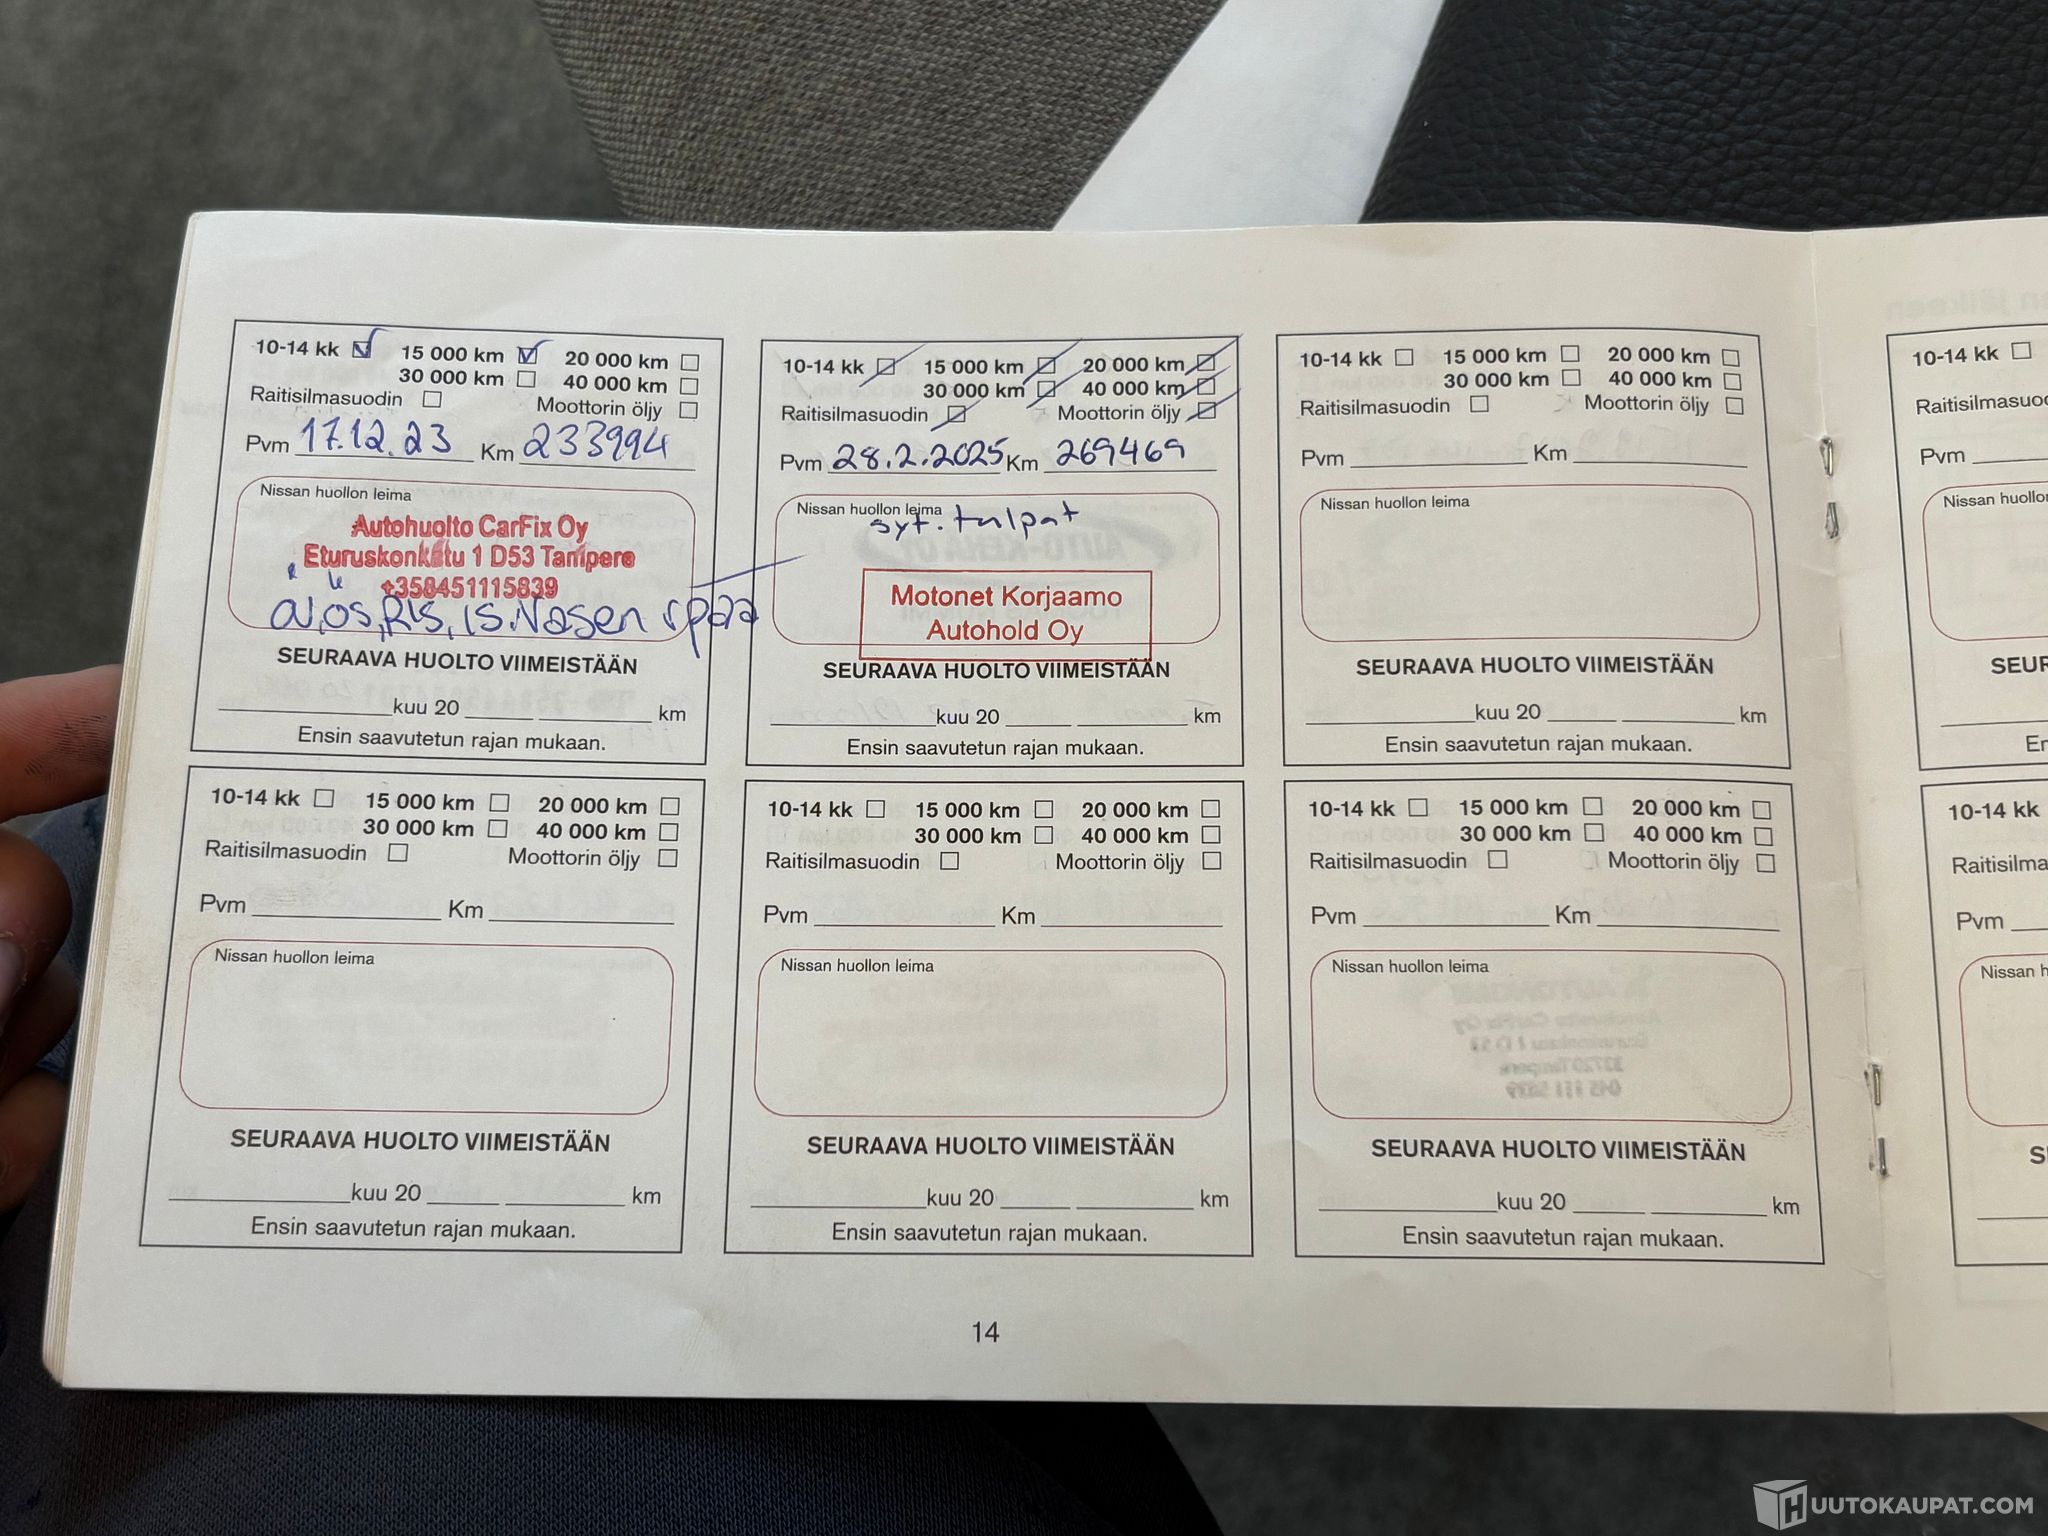 10-14 kk 15 000 km 20 000 km
30 000 km 40 000 km
Raitisilmasuodin Moottorin öljy
Pvm 17.12.23 Km 233994
Nissan huollon leima
Autohuolto CarFix Oy
Eturuskonkatu 1 D53 Tampere
+358451115839
SEURAAVA HUOLTO VIIMEISTÄÄN
kuu 20 km
Ensin saavutetun rajan mukaan.
10-14 kk 15 000 km 20 000 km
30 000 km 40 000 km
Raitisilmasuodin Moottorin öljy
Pvm 28.2.2025 Km 269469
Nissan huollon leima
syt. tulpat
Motonet Korjaamo
Autohold Oy
SEURAAVA HUOLTO VIIMEISTÄÄN
kuu 20 km
Ensin saavutetun rajan mukaan.
10-14 kk 15 000 km 20 000 km
30 000 km 40 000 km
Raitisilmasuodin Moottorin öljy
Pvm Km
Nissan huollon leima
SEURAAVA HUOLTO VIIMEISTÄÄN
kuu 20 km
Ensin saavutetun rajan mukaan.
10-14 kk
Pvm
10-14 kk 15 000 km 20 000 km
30 000 km 40 000 km
Raitisilmasuodin Moottorin öljy
Pvm Km
Nissan huollon leima
SEURAAVA HUOLTO VIIMEISTÄÄN
kuu 20 km
Ensin saavutetun rajan mukaan.
10-14 kk 15 000 km 20 000 km
30 000 km 40 000 km
Raitisilmasuodin Moottorin öljy
Pvm Km
Nissan huollon leima
SEURAAVA HUOLTO VIIMEISTÄÄN
kuu 20 km
Ensin saavutetun rajan mukaan.
10-14 kk 15 000 km 20 000 km
30 000 km 40 000 km
Raitisilmasuodin Moottorin öljy
Pvm Km
Nissan huollon leima
SEURAAVA HUOLTO VIIMEISTÄÄN
kuu 20 km
Ensin saavutetun rajan mukaan.
10-14 kk
Pvm
14
HUUTOKAUPAT.COM